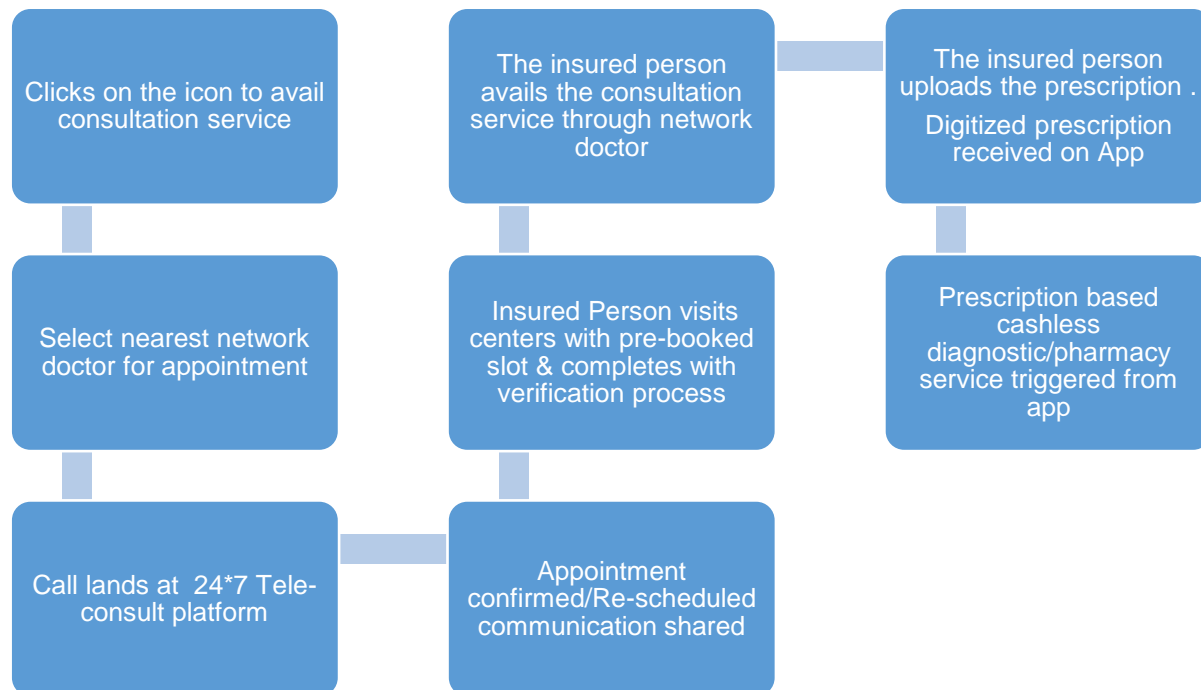 Clicks on the icon to avail
consultation service
Select nearest network
doctor for appointment
Call lands at  24*7 Tele-
consult platform
Appointment
confirmed/Re-scheduled
communication shared
Insured Person visits
centers with pre-booked
slot & completes with
verification process
The insured person
avails the consultation
service through network
doctor
The insured person
uploads the prescription .
Digitized prescription
received on App
Prescription based
cashless
diagnostic/pharmacy
service triggered from
app